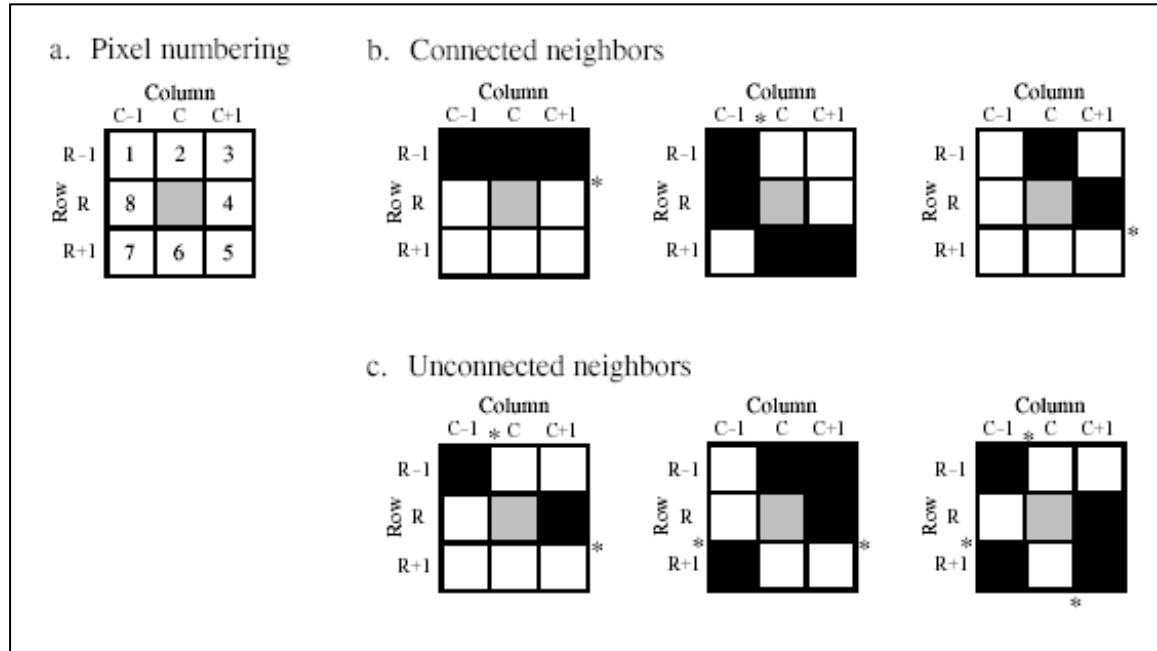 a. Pixel numbering
Column
C−1 C C+1
Row
R−1 1 2 3
R 8 4
R+1 7 6 5
b. Connected neighbors
Column
C−1 C C+1
Row
R−1
*
R
R+1
Column
C−1 * C C+1
Row
R−1
R
R+1
Column
C−1 C C+1
Row
R−1
R
*
R+1
c. Unconnected neighbors
Column
C−1 * C C+1
Row
R−1
R
*
R+1
Column
C−1 C C+1
Row
R−1
R
* *
R+1
Column
C−1 * C C+1
Row
R−1
R
*
R+1
*